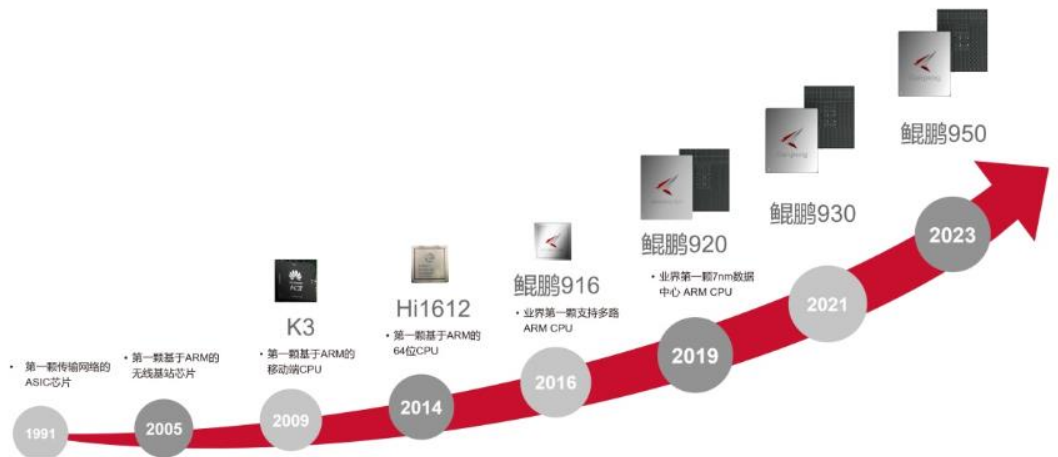 鲲鹏950
鲲鹏930
鲲鹏920
• 业界第一颗7nm数据
中心 ARM CPU
鲲鹏916
• 业界第一颗支持多路
ARM CPU
Hi1612
• 第一颗基于ARM的
64位CPU
K3
• 第一颗基于ARM的
移动端CPU
• 第一颗基于ARM的
无线基站芯片
• 第一颗传输网络的
ASIC芯片
1991
2005
2009
2014
2016
2019
2021
2023